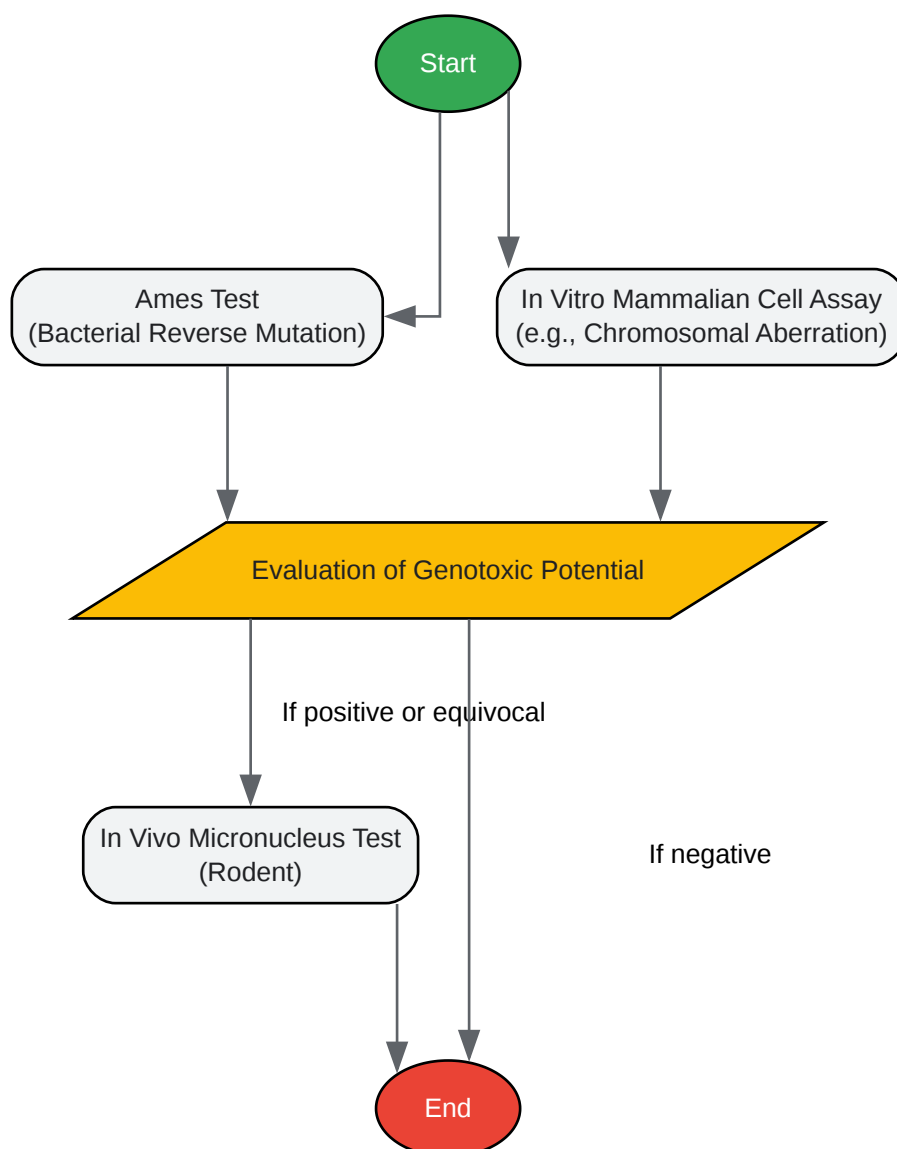 Start
Ames Test
(Bacterial Reverse Mutation)
In Vitro Mammalian Cell Assay
(e.g., Chromosomal Aberration)
Evaluation of Genotoxic Potential
If positive or equivocal
In Vivo Micronucleus Test
(Rodent)
If negative
End